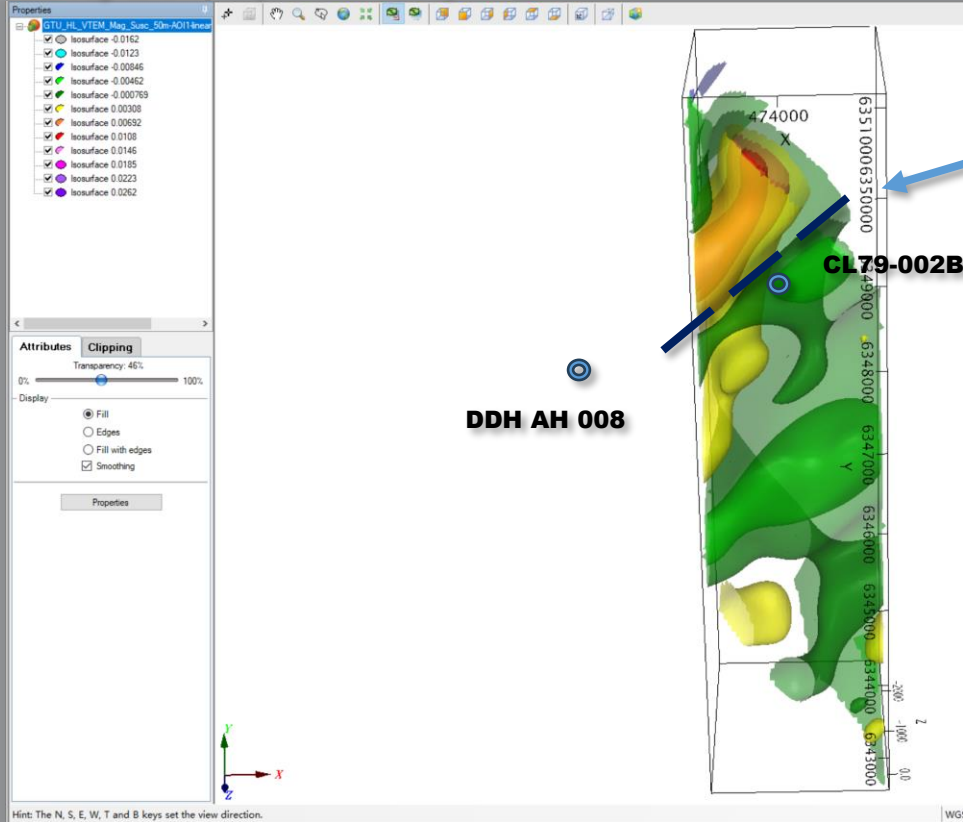 Properties
GTU_HL_VTEM_Mag_Susc_50m-AOI1-linear
Isosurface -0.0162
Isosurface -0.0123
Isosurface -0.00846
Isosurface -0.00462
Isosurface -0.000769
Isosurface 0.00308
Isosurface 0.00692
Isosurface 0.0108
Isosurface 0.0146
Isosurface 0.0185
Isosurface 0.0223
Isosurface 0.0262
Attributes Clipping
Transparency: 46%
0% 100%
Display
Fill
Edges
Fill with edges
Smoothing
Properties
474000
X
6351000
6350000
CL79-002B
6349000
6348000
DDH AH 008
6347000
Y
6346000
6345000
6344000
6343000
-2000
-1000
0.0
Z
Y
X
Z
Hint: The N, S, E, W, T and B keys set the view direction.
WGS